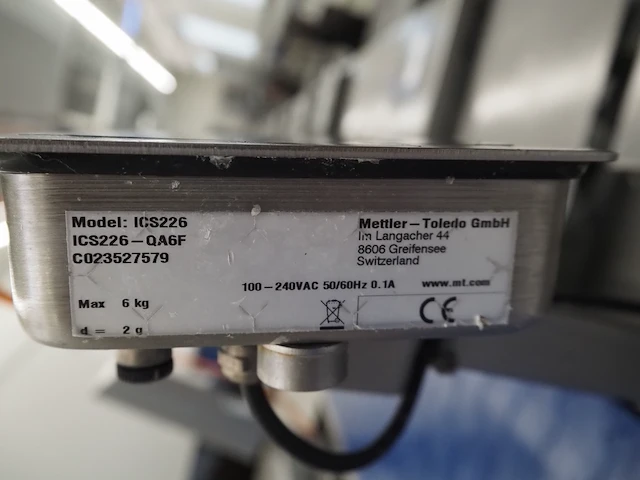 Model: ICS226
ICS226-QA6F
C023527579
Mettler-Toledo GmbH
Im Langacher 44
8606 Greifensee
Switzerland
100-240VAC 50/60Hz 0.1A
www.mt.com
Max 6 kg
d = 2 g
CE